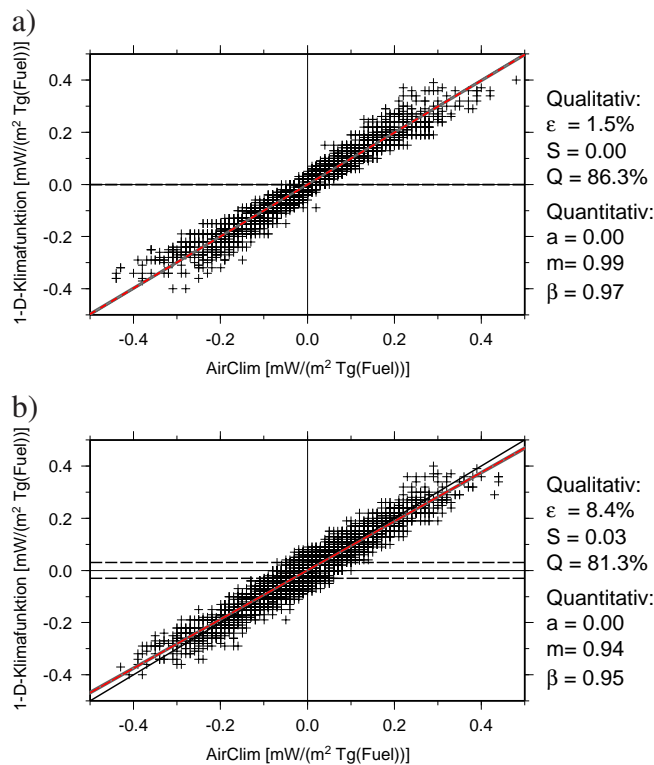 a)
1-D-Klimafunktion [mW/(m² Tg(Fuel))]
0.4
0.2
0.0
-0.2
-0.4
-0.4 -0.2 0.0 0.2 0.4
AirClim [mW/(m² Tg(Fuel))]
Qualitativ:
ε = 1.5%
S = 0.00
Q = 86.3%
Quantitativ:
a = 0.00
m= 0.99
β = 0.97
b)
1-D-Klimafunktion [mW/(m² Tg(Fuel))]
0.4
0.2
0.0
-0.2
-0.4
-0.4 -0.2 0.0 0.2 0.4
AirClim [mW/(m² Tg(Fuel))]
Qualitativ:
ε = 8.4%
S = 0.03
Q = 81.3%
Quantitativ:
a = 0.00
m= 0.94
β = 0.95